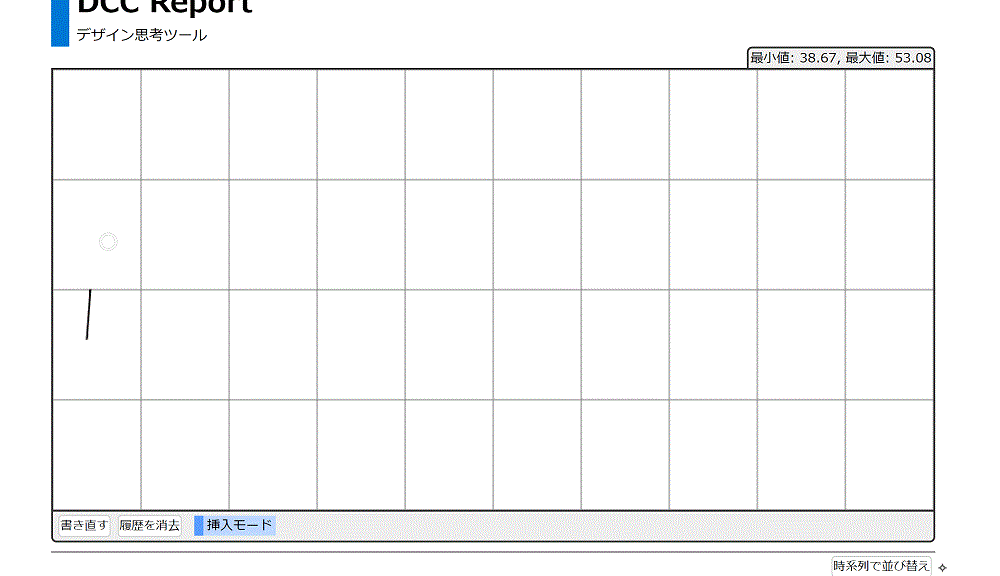 DCC Report
デザイン思考ツール
最小値: 38.67, 最大値: 53.08
書き直す 履歴を消去 挿入モード
時系列で並び替え